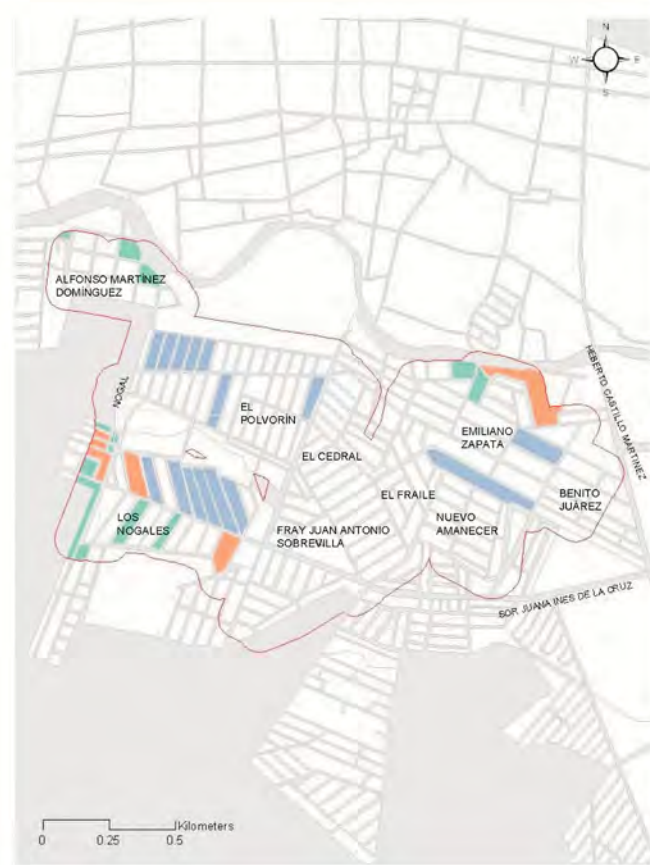 N
W E
S
ALFONSO MARTÍNEZ
DOMÍNGUEZ
NOGAL
HEBERTO CASTILLO MARTINEZ
EL
POLVORÍN
EMILIANO
ZAPATA
EL CEDRAL
EL FRAILE
BENITO
JUÁREZ
LOS
NOGALES
FRAY JUAN ANTONIO
SOBREVILLA
NUEVO
AMANECER
SOR JUANA INES DE LA CRUZ
Kilometers
0 0.25 0.5